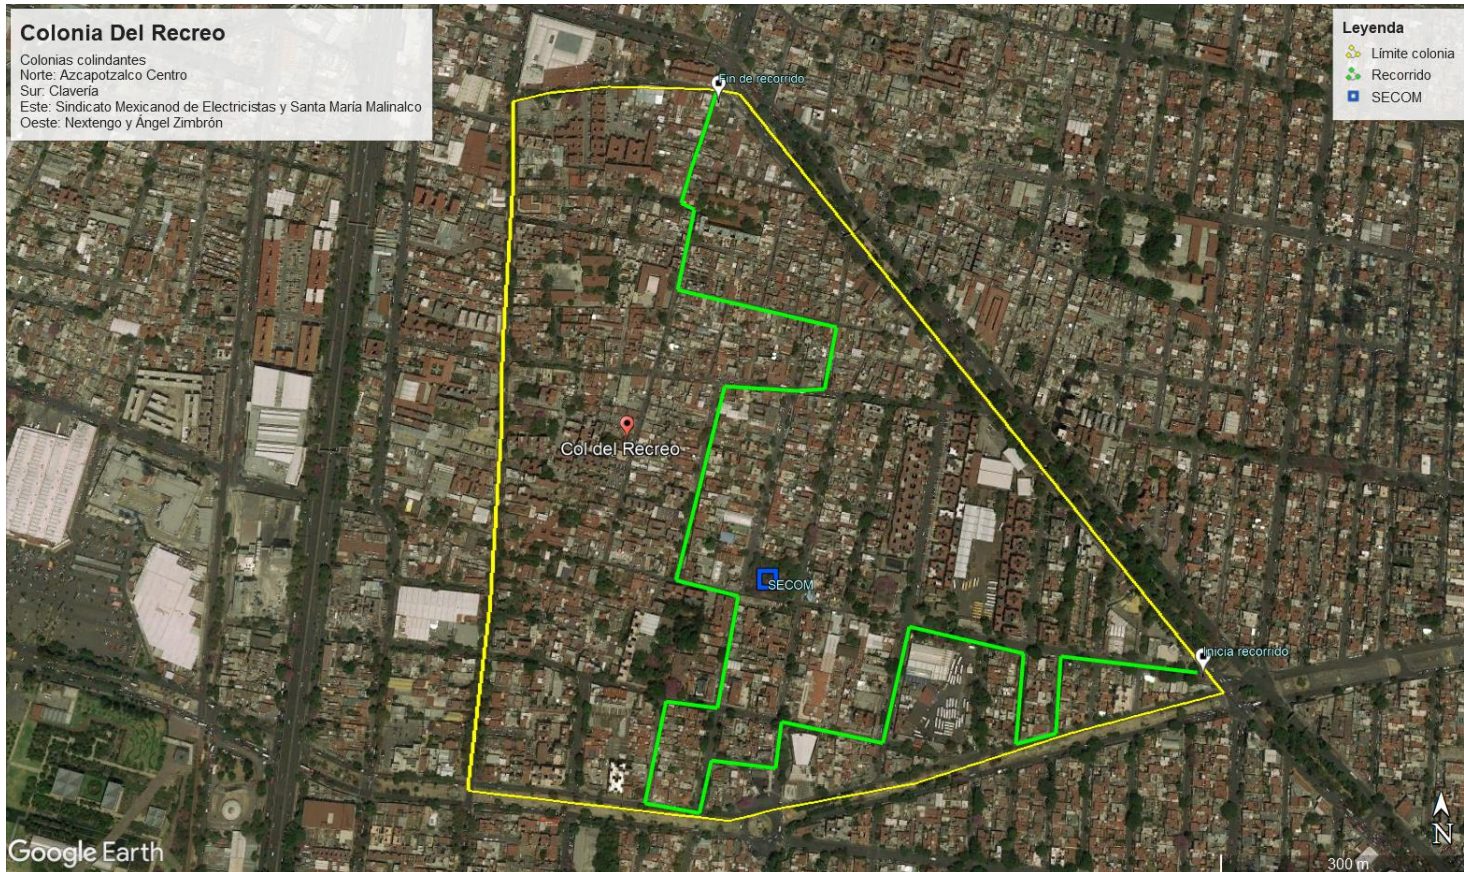 Colonia Del Recreo
Colonias colindantes
Norte: Azcapotzalco Centro
Sur: Clavería
Este: Sindicato Mexicanod de Electricistas y Santa María Malinalco
Oeste: Nextengo y Ángel Zimbrón
Leyenda
Límite colonia
Recorrido
SECOM
Fin de recorrido
Col del Recreo
SECOM
Inicia recorrido
N
Google Earth
300 m